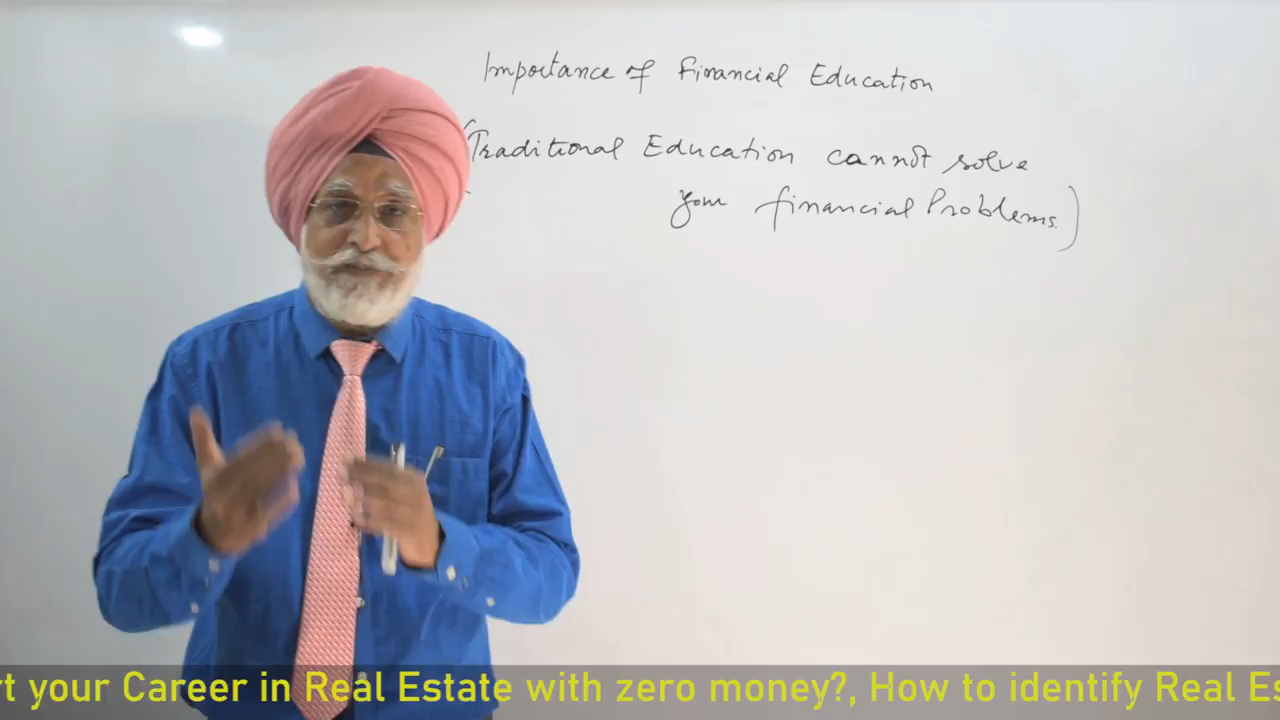 Importance of Financial Education
(Traditional Education cannot solve
your financial Problems.)
rt your Career in Real Estate with zero money?, How to identify Real Es